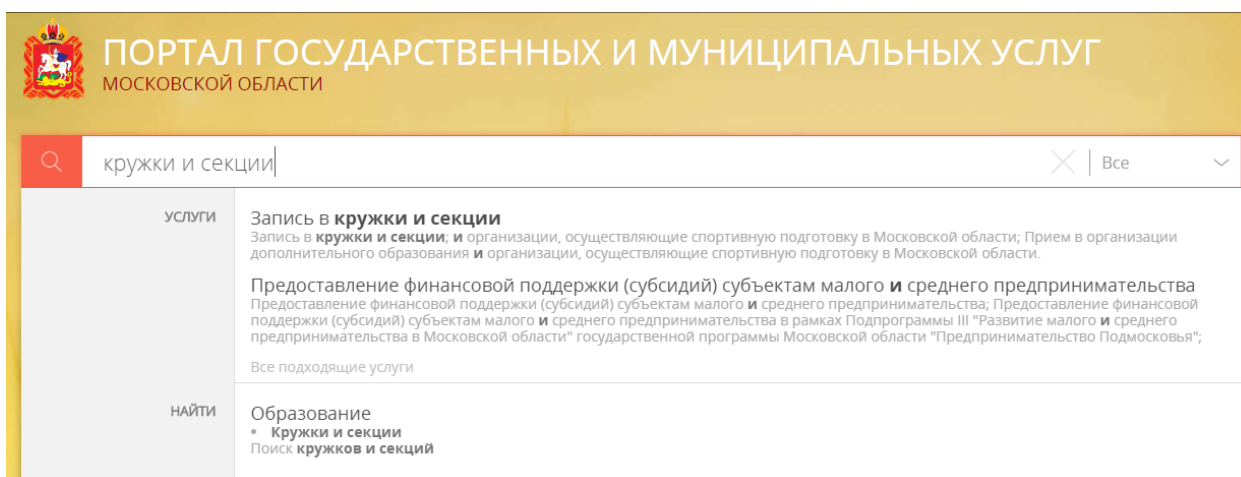 ПОРТАЛ ГОСУДАРСТВЕННЫХ И МУНИЦИПАЛЬНЫХ УСЛУГ
МОСКОВСКОЙ ОБЛАСТИ
кружки и секции
Все
УСЛУГИ
Запись в кружки и секции
Запись в кружки и секции; и организации, осуществляющие спортивную подготовку в Московской области; Прием в организации
дополнительного образования и организации, осуществляющие спортивную подготовку в Московской области.
Предоставление финансовой поддержки (субсидий) субъектам малого и среднего предпринимательства
Предоставление финансовой поддержки (субсидий) субъектам малого и среднего предпринимательства; Предоставление финансовой
поддержки (субсидий) субъектам малого и среднего предпринимательства в рамках Подпрограммы III "Развитие малого и среднего
предпринимательства в Московской области" государственной программы Московской области "Предпринимательство Подмосковья";
Все подходящие услуги
НАЙТИ
Образование
• Кружки и секции
Поиск кружков и секций